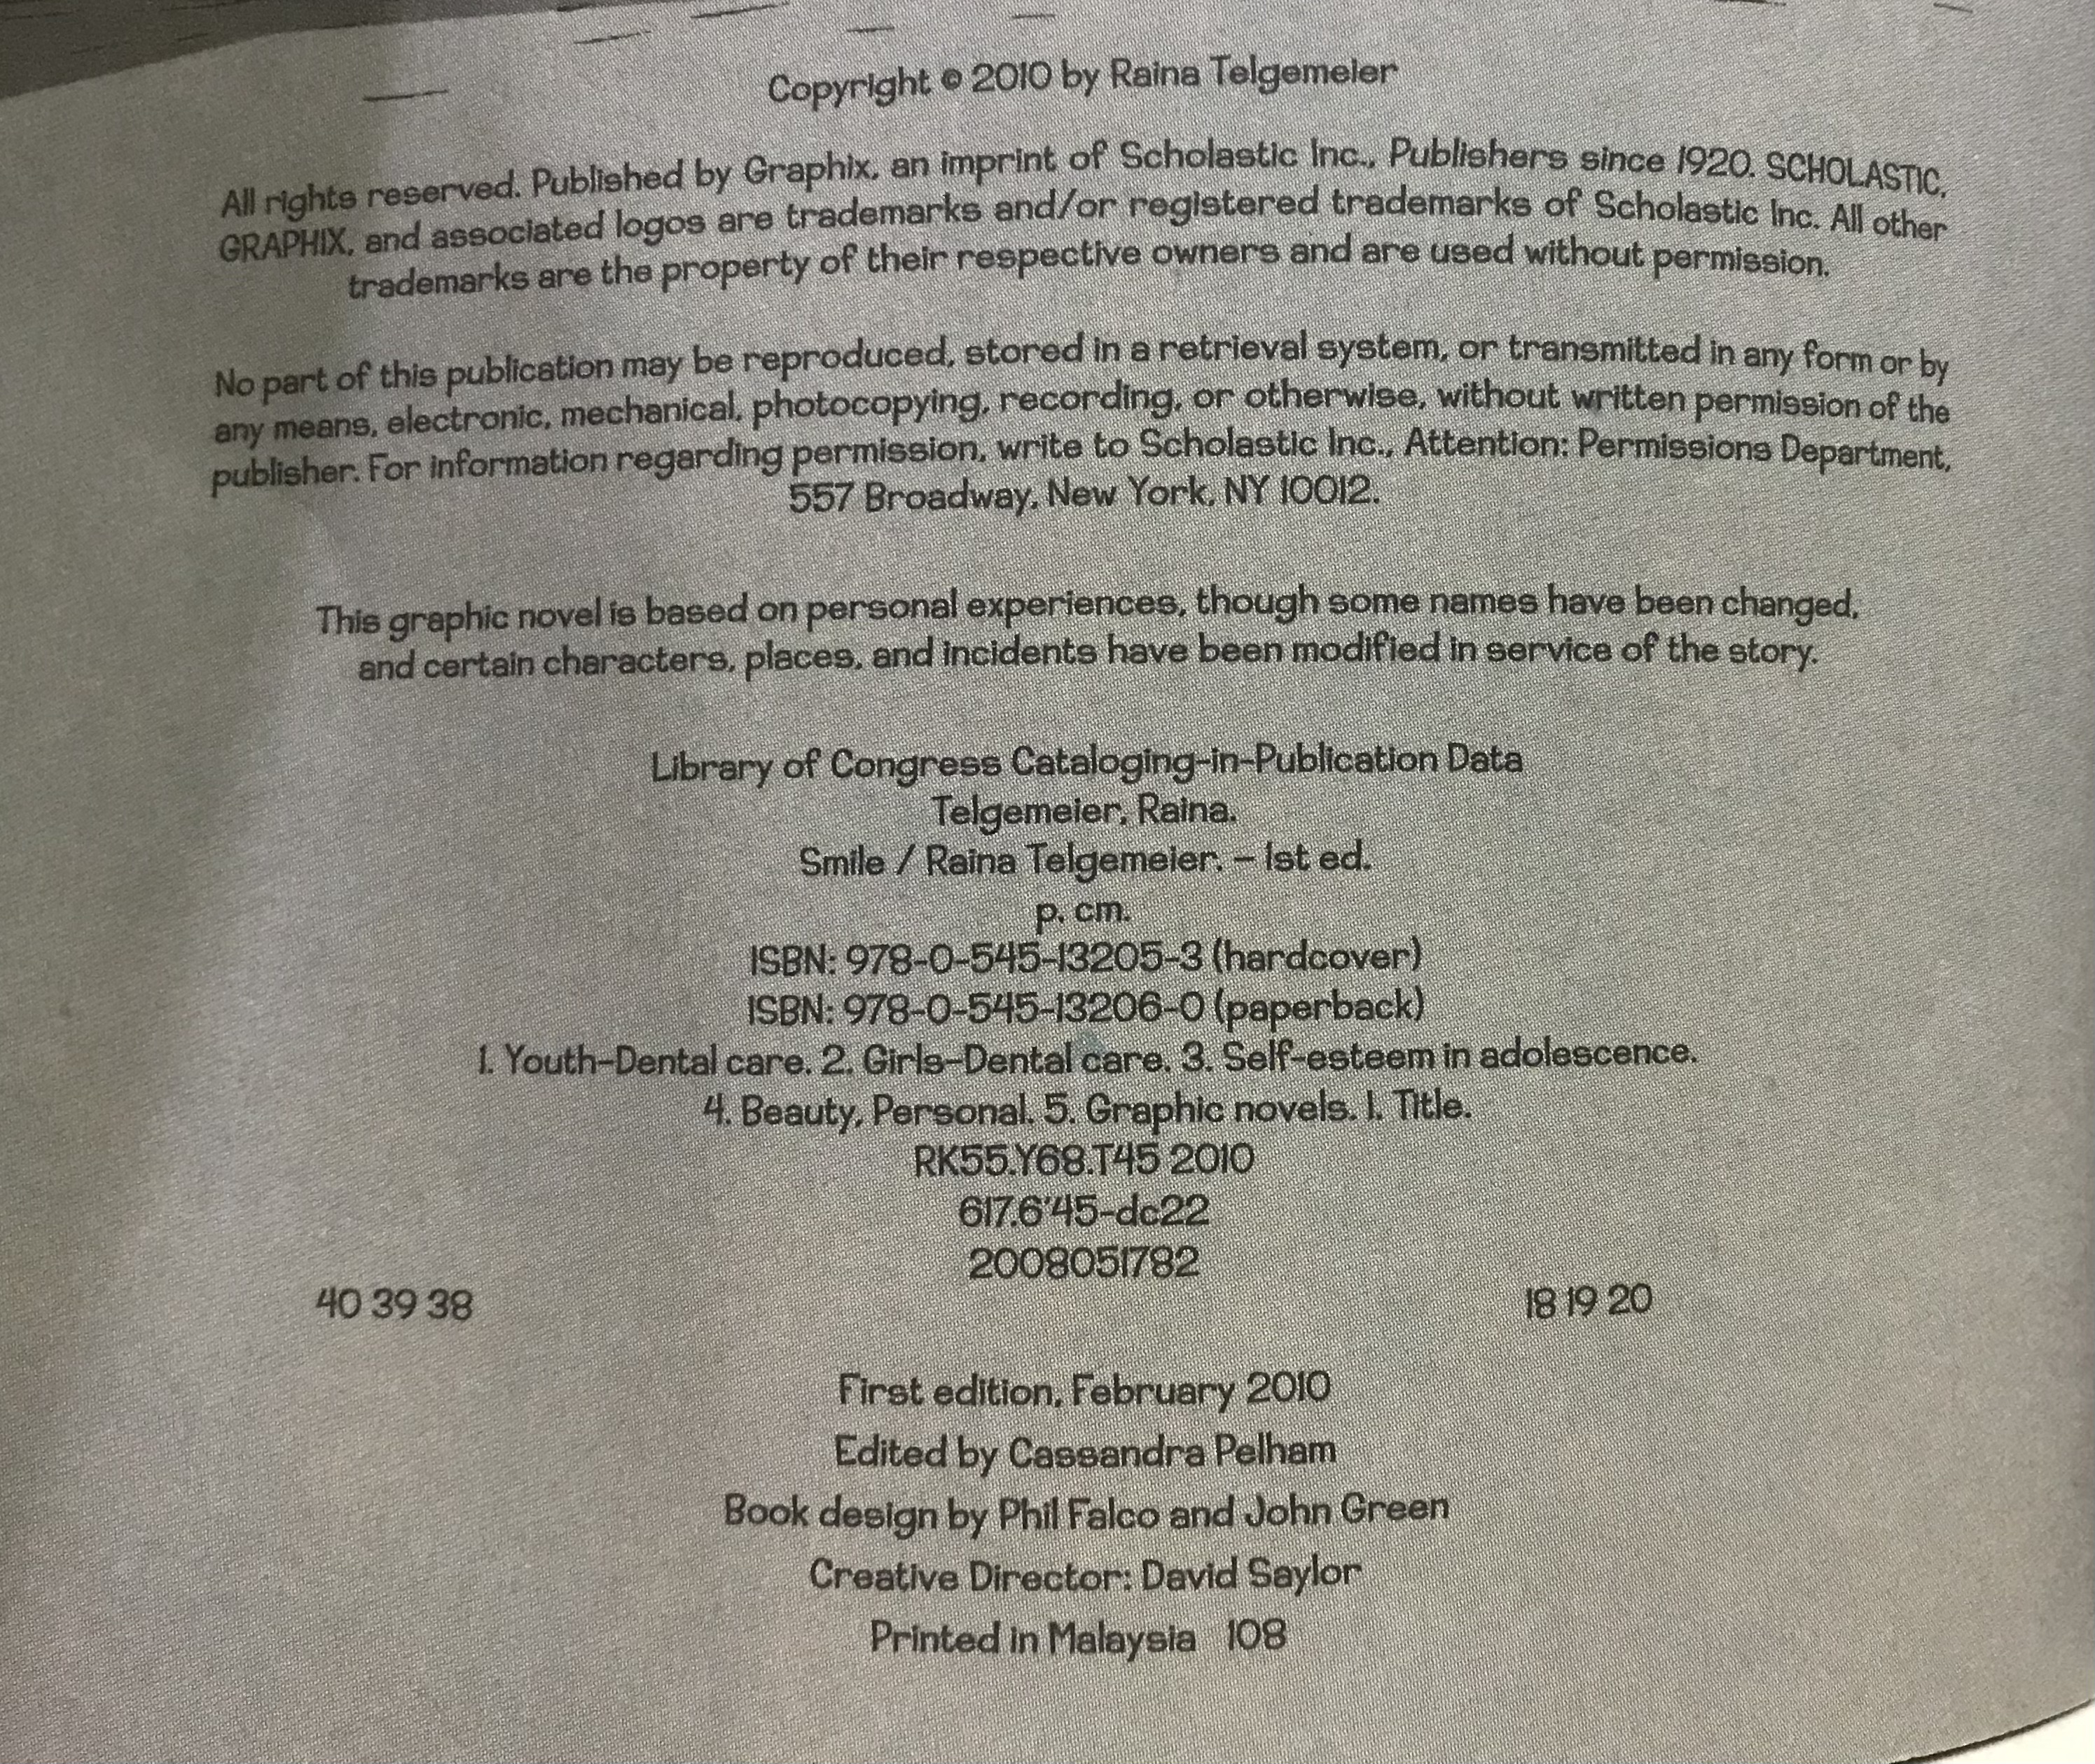 Copyright © 2010 by Raina Telgemeier
All rights reserved. Published by Graphix, an imprint of Scholastic Inc., Publishers since 1920. SCHOLASTIC,
GRAPHIX, and associated logos are trademarks and/or registered trademarks of Scholastic Inc. All other
trademarks are the property of their respective owners and are used without permission.
No part of this publication may be reproduced, stored in a retrieval system, or transmitted in any form or by
any means, electronic, mechanical, photocopying, recording, or otherwise, without written permission of the
publisher. For information regarding permission, write to Scholastic Inc., Attention: Permissions Department,
557 Broadway, New York, NY 10012.
This graphic novel is based on personal experiences, though some names have been changed,
and certain characters, places, and incidents have been modified in service of the story.
Library of Congress Cataloging-in-Publication Data
Telgemeier, Raina.
Smile / Raina Telgemeier. – 1st ed.
p. cm.
ISBN: 978-0-545-13205-3 (hardcover)
ISBN: 978-0-545-13206-0 (paperback)
1. Youth–Dental care. 2. Girls–Dental care. 3. Self-esteem in adolescence.
4. Beauty, Personal. 5. Graphic novels. I. Title.
RK55.Y68.T45 2010
617.6'45-dc22
2008051782
40 39 38 18 19 20
First edition, February 2010
Edited by Cassandra Pelham
Book design by Phil Falco and John Green
Creative Director: David Saylor
Printed in Malaysia 108